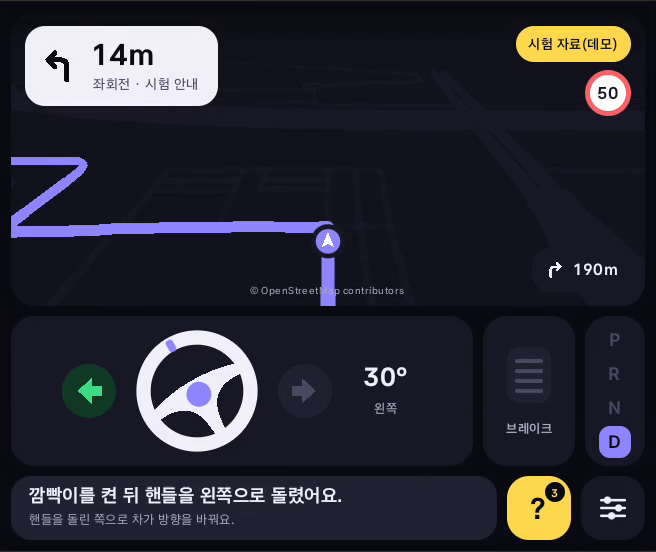 14m
좌회전 · 시험 안내
시험 자료(데모)
50
190m
© OpenStreetMap contributors
30°
왼쪽
브레이크
P
R
N
D
깜빡이를 켠 뒤 핸들을 왼쪽으로 돌렸어요.
핸들을 돌린 쪽으로 차가 방향을 바꿔요.
?
3